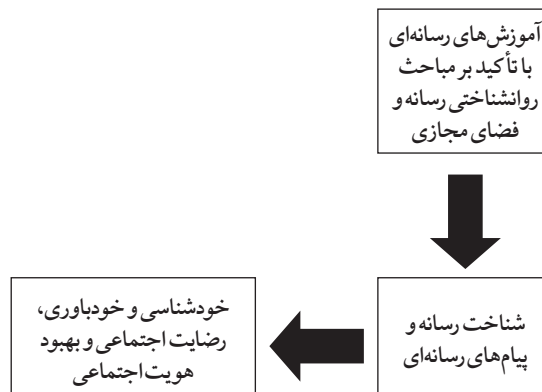 آموزش‌های رسانه‌ای
با تأکید بر مباحث
روانشناختی رسانه و
فضای مجازی
شناخت رسانه و
پیام‌های رسانه‌ای
خودشناسی و خودباوری،
رضایت اجتماعی و بهبود
هویت اجتماعی